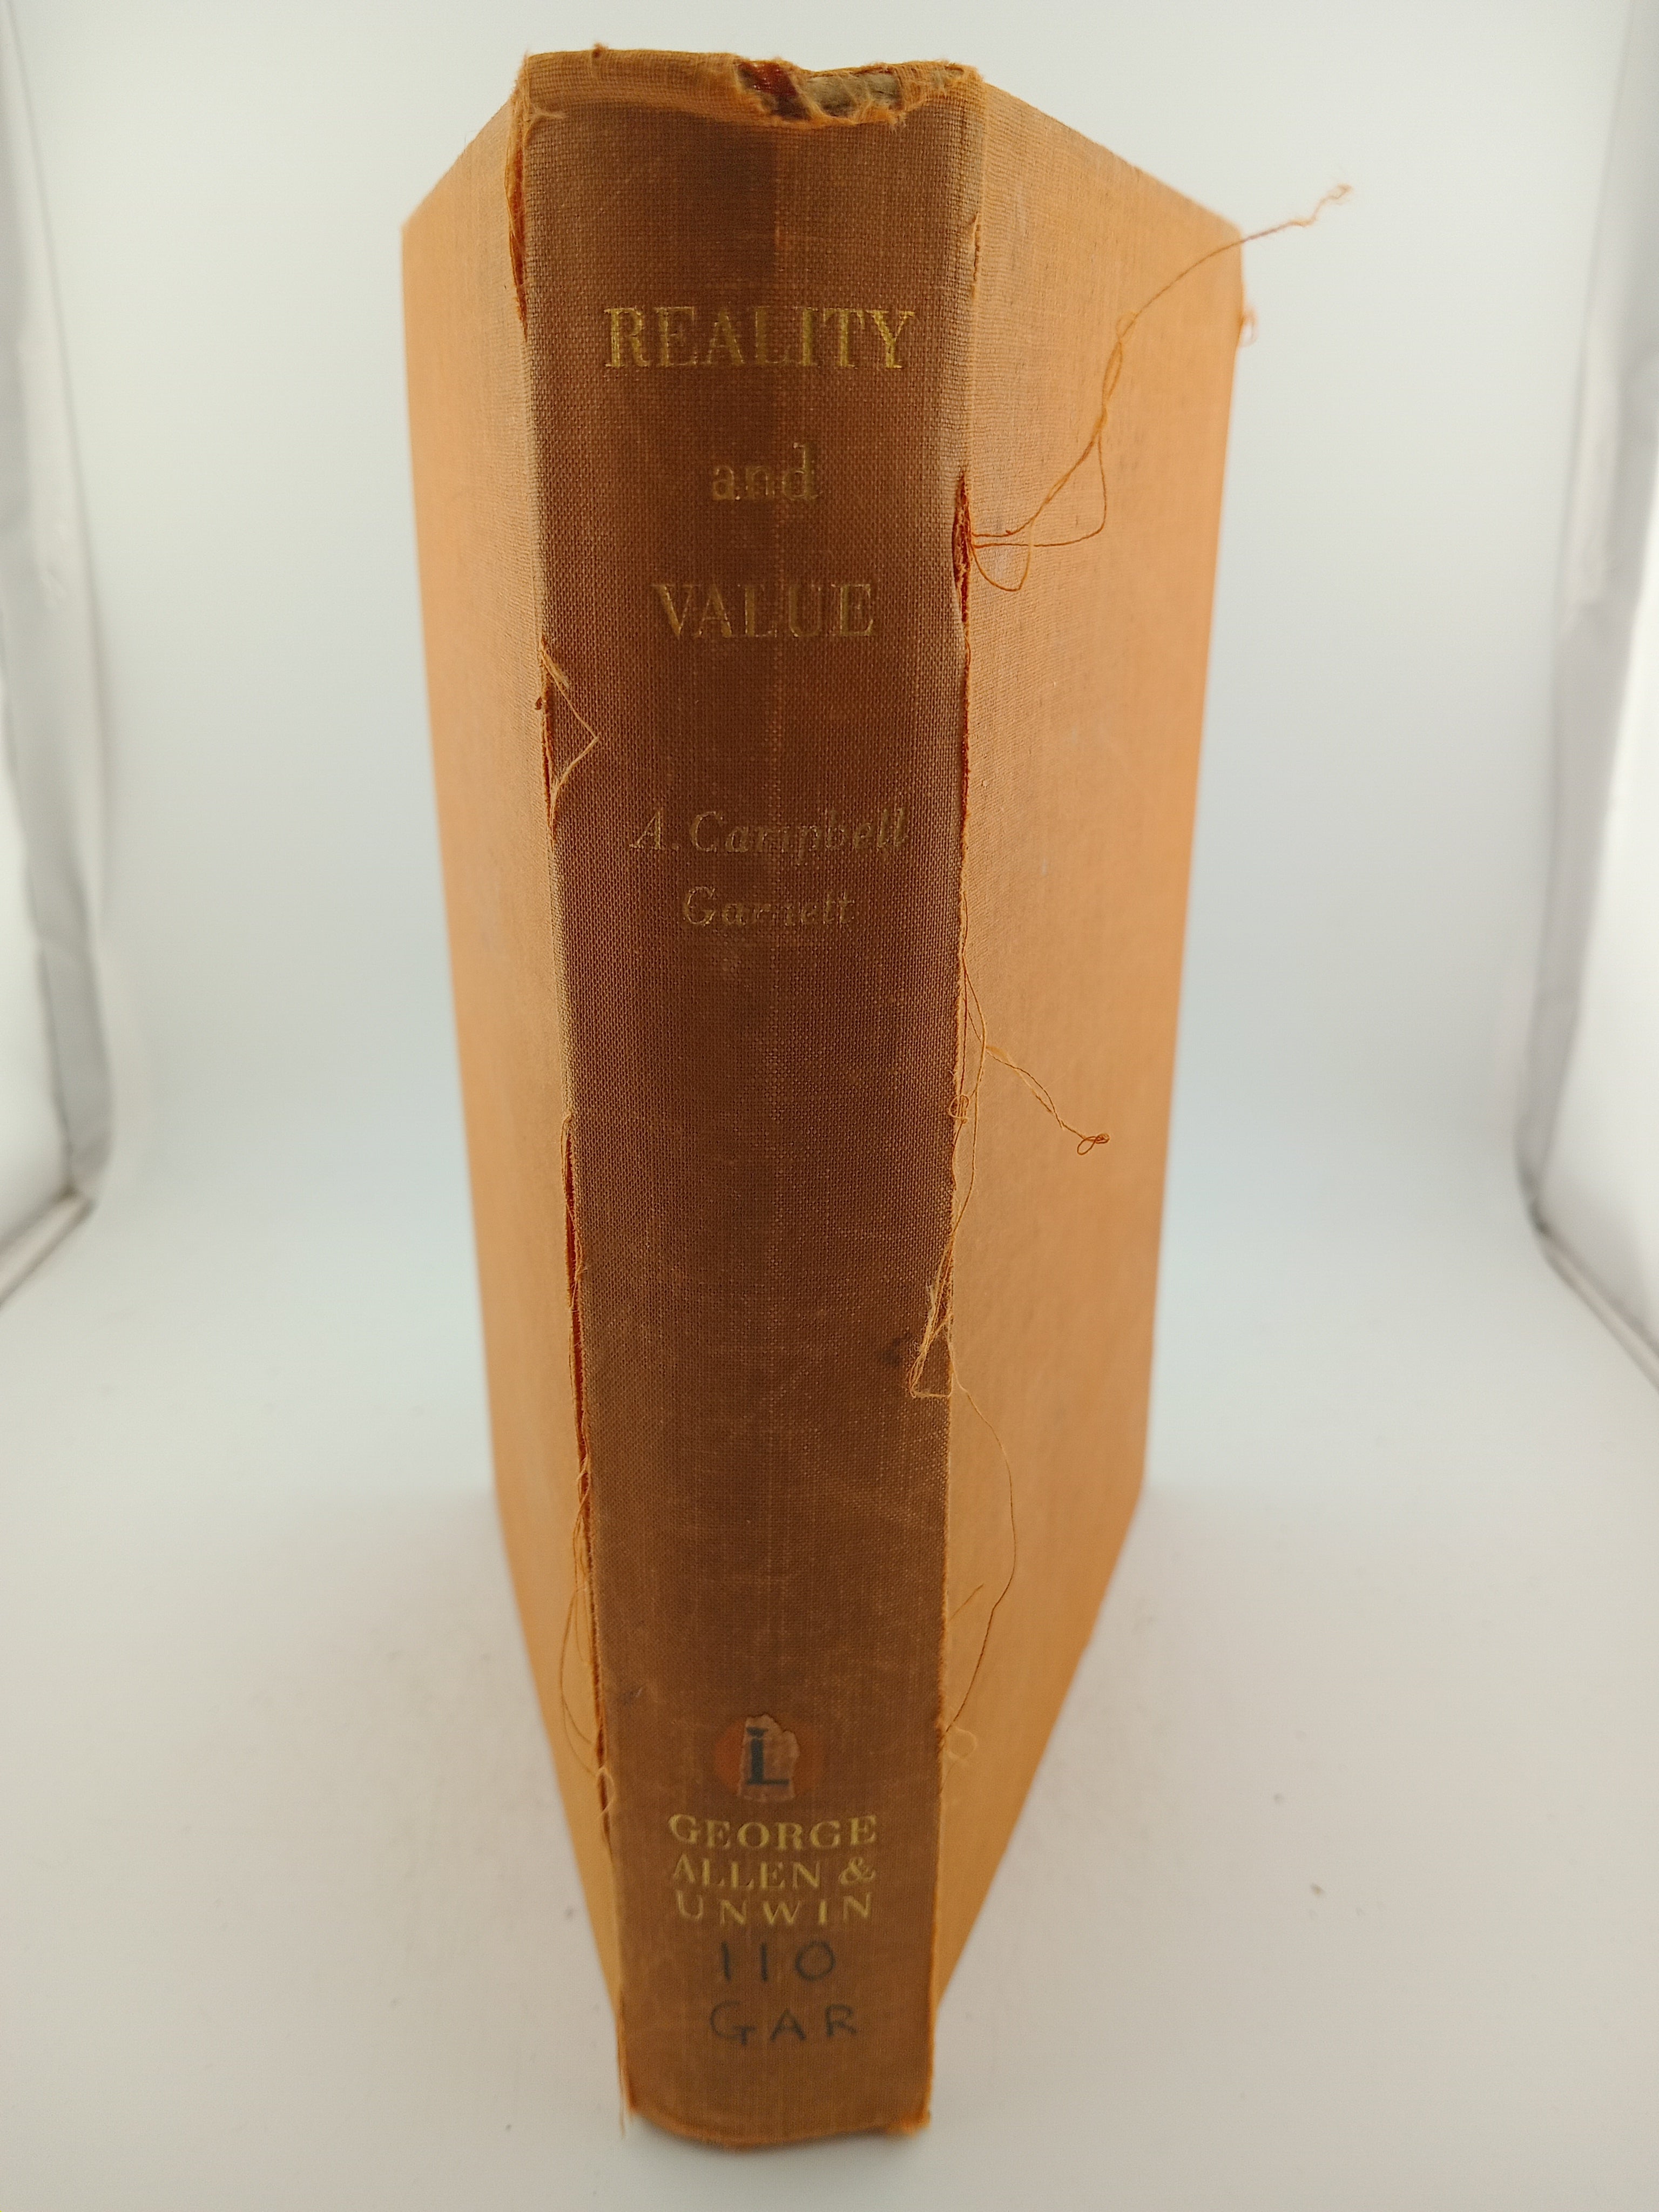 REALITY
and
VALUE
A. Campbell
Garnett
L
GEORGE
ALLEN &
UNWIN
110
GAR